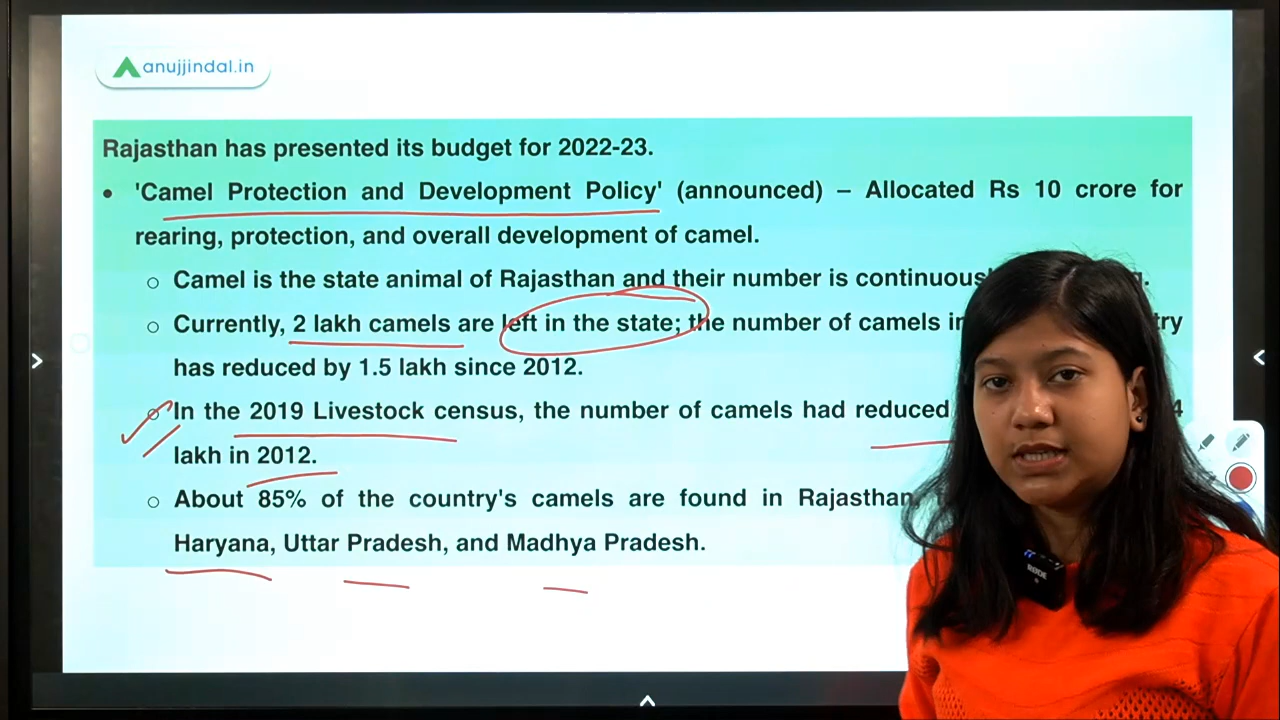 anujjindal.in
Rajasthan has presented its budget for 2022-23.
• 'Camel Protection and Development Policy' (announced) – Allocated Rs 10 crore for
rearing, protection, and overall development of camel.
o Camel is the state animal of Rajasthan and their number is
o Currently, 2 lakh camels are left in the state; the number of camels
has reduced by 1.5 lakh since 2012.
o In the 2019 Livestock census, the number of camels had reduced
lakh in 2012.
o About 85% of the country's camels are found in Rajasthan,
Haryana, Uttar Pradesh, and Madhya Pradesh.
RØDE